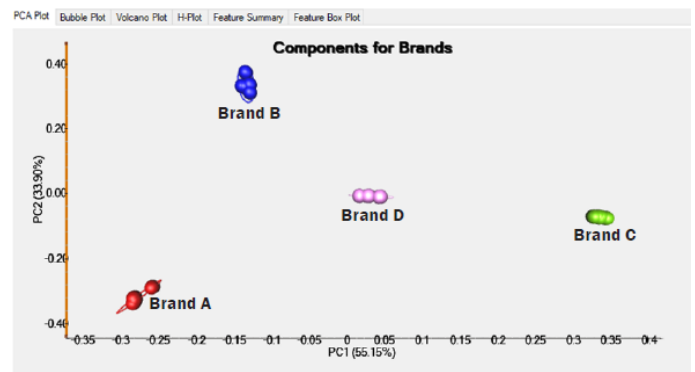 PCA Plot Bubble Plot Volcano Plot H-Plot Feature Summary Feature Box Plot
Components for Brands
0.40
Brand B
0.20
PC2 (33.90%)
0.00
Brand D
Brand C
-0.20
Brand A
-0.40
-0.35 -0.3 -0.25 -0.2 -0.15 -0.1 -0.05 0 0.05 0.1 0.15 0.2 0.25 0.3 0.35 0.4
PC1 (55.15%)